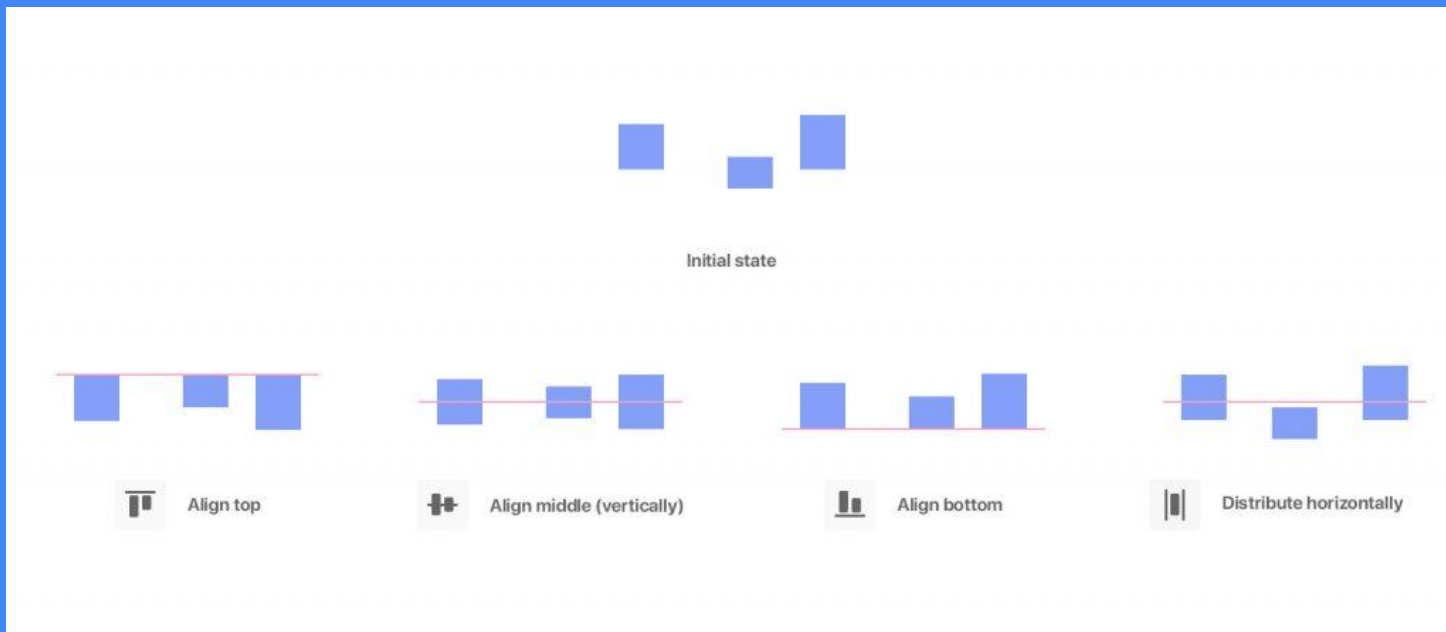 Initial state
Align top
Align middle (vertically)
Align bottom
Distribute horizontally